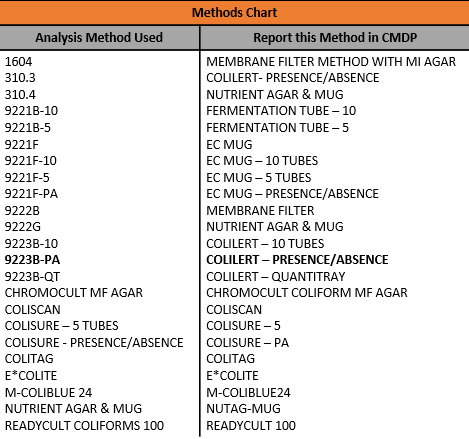 Methods Chart
Analysis Method Used Report this Method in CMDP
1604 MEMBRANE FILTER METHOD WITH MI AGAR
310.3 COLILERT- PRESENCE/ABSENCE
310.4 NUTRIENT AGAR & MUG
9221B-10 FERMENTATION TUBE – 10
9221B-5 FERMENTATION TUBE – 5
9221F EC MUG
9221F-10 EC MUG – 10 TUBES
9221F-5 EC MUG – 5 TUBES
9221F-PA EC MUG – PRESENCE/ABSENCE
9222B MEMBRANE FILTER
9222G NUTRIENT AGAR & MUG
9223B-10 COLILERT – 10 TUBES
9223B-PA COLILERT – PRESENCE/ABSENCE
9223B-QT COLILERT – QUANTITRAY
CHROMOCULT MF AGAR CHROMOCULT COLIFORM MF AGAR
COLISCAN COLISCAN
COLISURE – 5 TUBES COLISURE – 5
COLISURE - PRESENCE/ABSENCE COLISURE – PA
COLITAG COLITAG
E*COLITE E*COLITE
M-COLIBLUE 24 M-COLIBLUE24
NUTRIENT AGAR & MUG NUTAG-MUG
READYCULT COLIFORMS 100 READYCULT 100